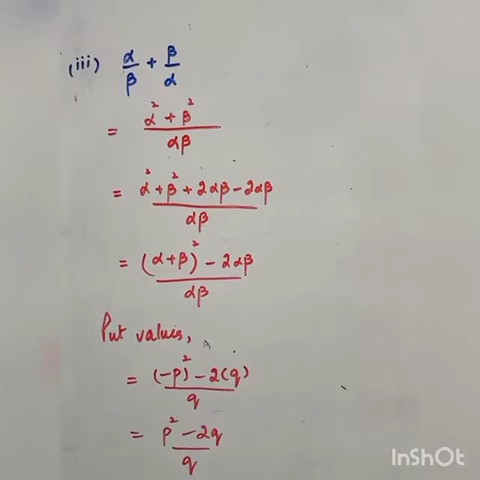 (iii) α/β + β/α
= (α² + β²)/αβ
= (α² + β² + 2αβ - 2αβ)/αβ
= ((α+β)² - 2αβ)/αβ
Put values,
= ((-p)² - 2(q))/q
= (p² - 2q)/q
InShOt